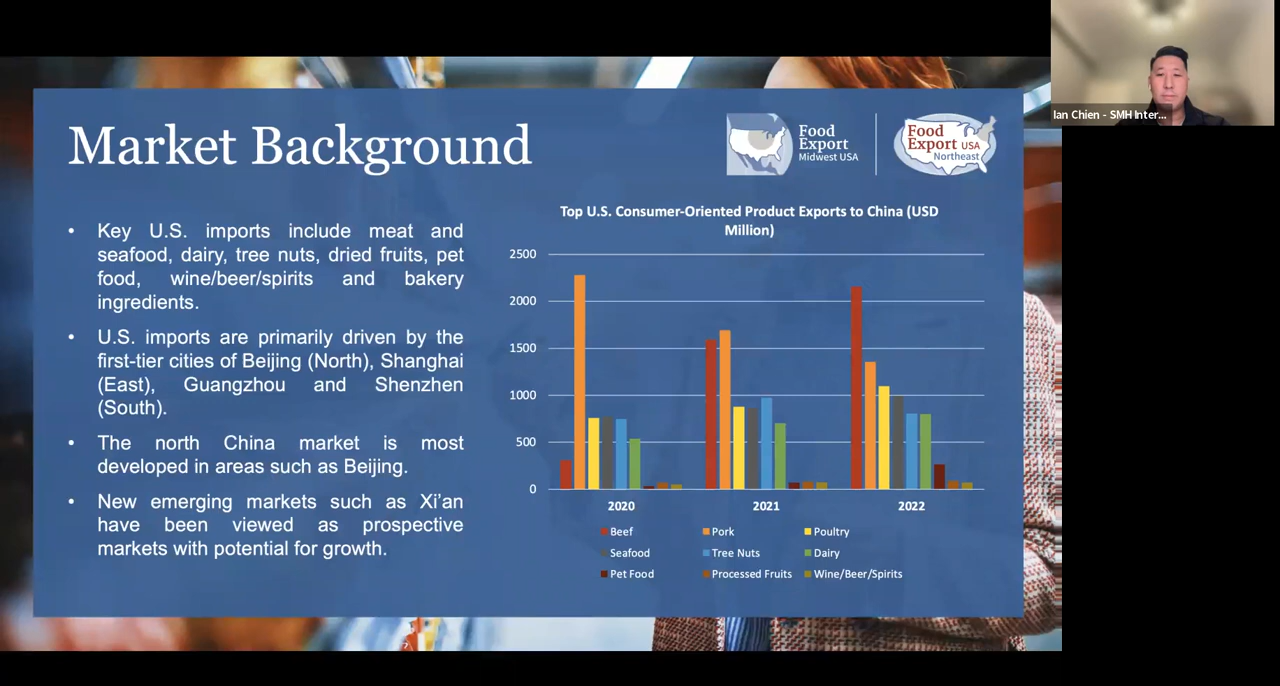 Ian Chien - SMH Inter...
Market Background
Food
Export
Midwest USA
Food
Export USA
Northeast
• Key U.S. imports include meat and
seafood, dairy, tree nuts, dried fruits, pet
food, wine/beer/spirits and bakery
ingredients.
• U.S. imports are primarily driven by the
first-tier cities of Beijing (North), Shanghai
(East), Guangzhou and Shenzhen
(South).
• The north China market is most
developed in areas such as Beijing.
• New emerging markets such as Xi’an
have been viewed as prospective
markets with potential for growth.
Top U.S. Consumer-Oriented Product Exports to China (USD
Million)
2500
2000
1500
1000
500
0
2020 2021 2022
Beef Pork Poultry
Seafood Tree Nuts Dairy
Pet Food Processed Fruits Wine/Beer/Spirits